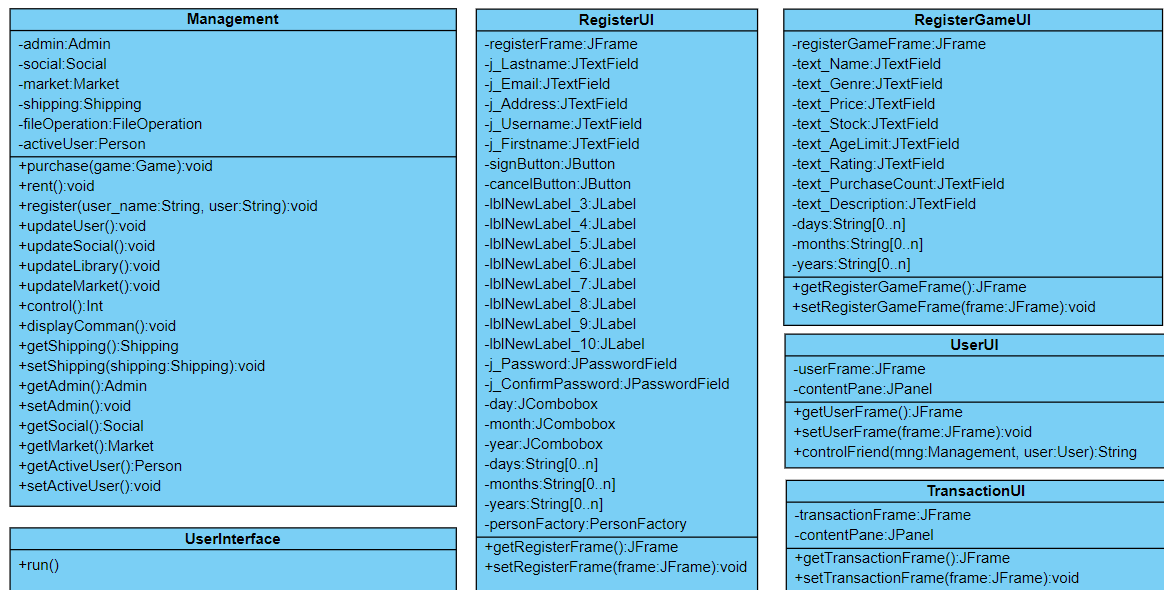 Management
-admin:Admin
-social:Social
-market:Market
-shipping:Shipping
-fileOperation:FileOperation
-activeUser:Person
+purchase(game:Game):void
+rent():void
+register(user_name:String, user:String):void
+updateUser():void
+updateSocial():void
+updateLibrary():void
+updateMarket():void
+control():Int
+displayComman():void
+getShipping():Shipping
+setShipping(shipping:Shipping):void
+getAdmin():Admin
+setAdmin():void
+getSocial():Social
+getMarket():Market
+getActiveUser():Person
+setActiveUser():void
UserInterface
+run()
RegisterUI
-registerFrame:JFrame
-j_Lastname:JTextField
-j_Email:JTextField
-j_Address:JTextField
-j_Username:JTextField
-j_Firstname:JTextField
-signButton:JButton
-cancelButton:JButton
-lblNewLabel_3:JLabel
-lblNewLabel_4:JLabel
-lblNewLabel_5:JLabel
-lblNewLabel_6:JLabel
-lblNewLabel_7:JLabel
-lblNewLabel_8:JLabel
-lblNewLabel_9:JLabel
-lblNewLabel_10:JLabel
-j_Password:JPasswordField
-j_ConfirmPassword:JPasswordField
-day:JCombobox
-month:JCombobox
-year:JCombobox
-days:String[0..n]
-months:String[0..n]
-years:String[0..n]
-personFactory:PersonFactory
+getRegisterFrame():JFrame
+setRegisterFrame(frame:JFrame):void
RegisterGameUI
-registerGameFrame:JFrame
-text_Name:JTextField
-text_Genre:JTextField
-text_Price:JTextField
-text_Stock:JTextField
-text_AgeLimit:JTextField
-text_Rating:JTextField
-text_PurchaseCount:JTextField
-text_Description:JTextField
-days:String[0..n]
-months:String[0..n]
-years:String[0..n]
+getRegisterGameFrame():JFrame
+setRegisterGameFrame(frame:JFrame):void
UserUI
-userFrame:JFrame
-contentPane:JPanel
+getUserFrame():JFrame
+setUserFrame(frame:JFrame):void
+controlFriend(mng:Management, user:User):String
TransactionUI
-transactionFrame:JFrame
-contentPane:JPanel
+getTransactionFrame():JFrame
+setTransactionFrame(frame:JFrame):void